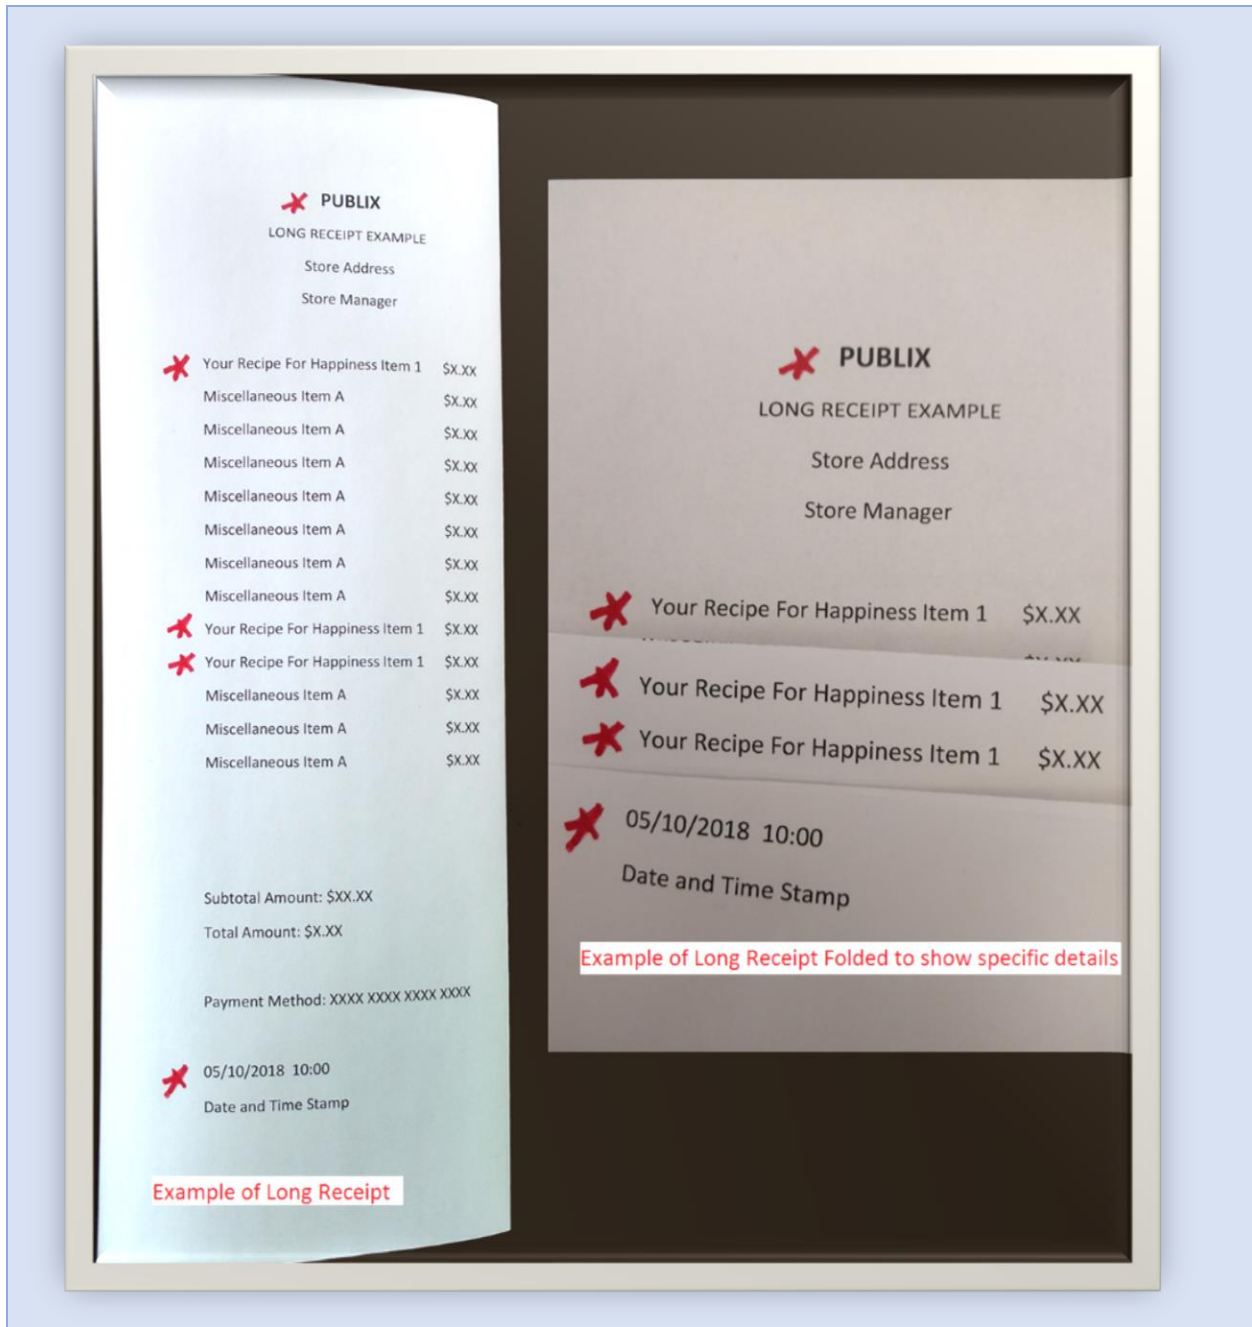 PUBLIX
LONG RECEIPT EXAMPLE
Store Address
Store Manager
Your Recipe For Happiness Item 1 $X.XX
Miscellaneous Item A $X.XX
Miscellaneous Item A $X.XX
Miscellaneous Item A $X.XX
Miscellaneous Item A $X.XX
Miscellaneous Item A $X.XX
Miscellaneous Item A $X.XX
Miscellaneous Item A $X.XX
Your Recipe For Happiness Item 1 $X.XX
Your Recipe For Happiness Item 1 $X.XX
Miscellaneous Item A $X.XX
Miscellaneous Item A $X.XX
Miscellaneous Item A $X.XX
Subtotal Amount: $XX.XX
Total Amount: $X.XX
Payment Method: XXXX XXXX XXXX XXXX
05/10/2018 10:00
Date and Time Stamp
Example of Long Receipt
PUBLIX
LONG RECEIPT EXAMPLE
Store Address
Store Manager
Your Recipe For Happiness Item 1 $X.XX
Your Recipe For Happiness Item 1 $X.XX
Your Recipe For Happiness Item 1 $X.XX
05/10/2018 10:00
Date and Time Stamp
Example of Long Receipt Folded to show specific details